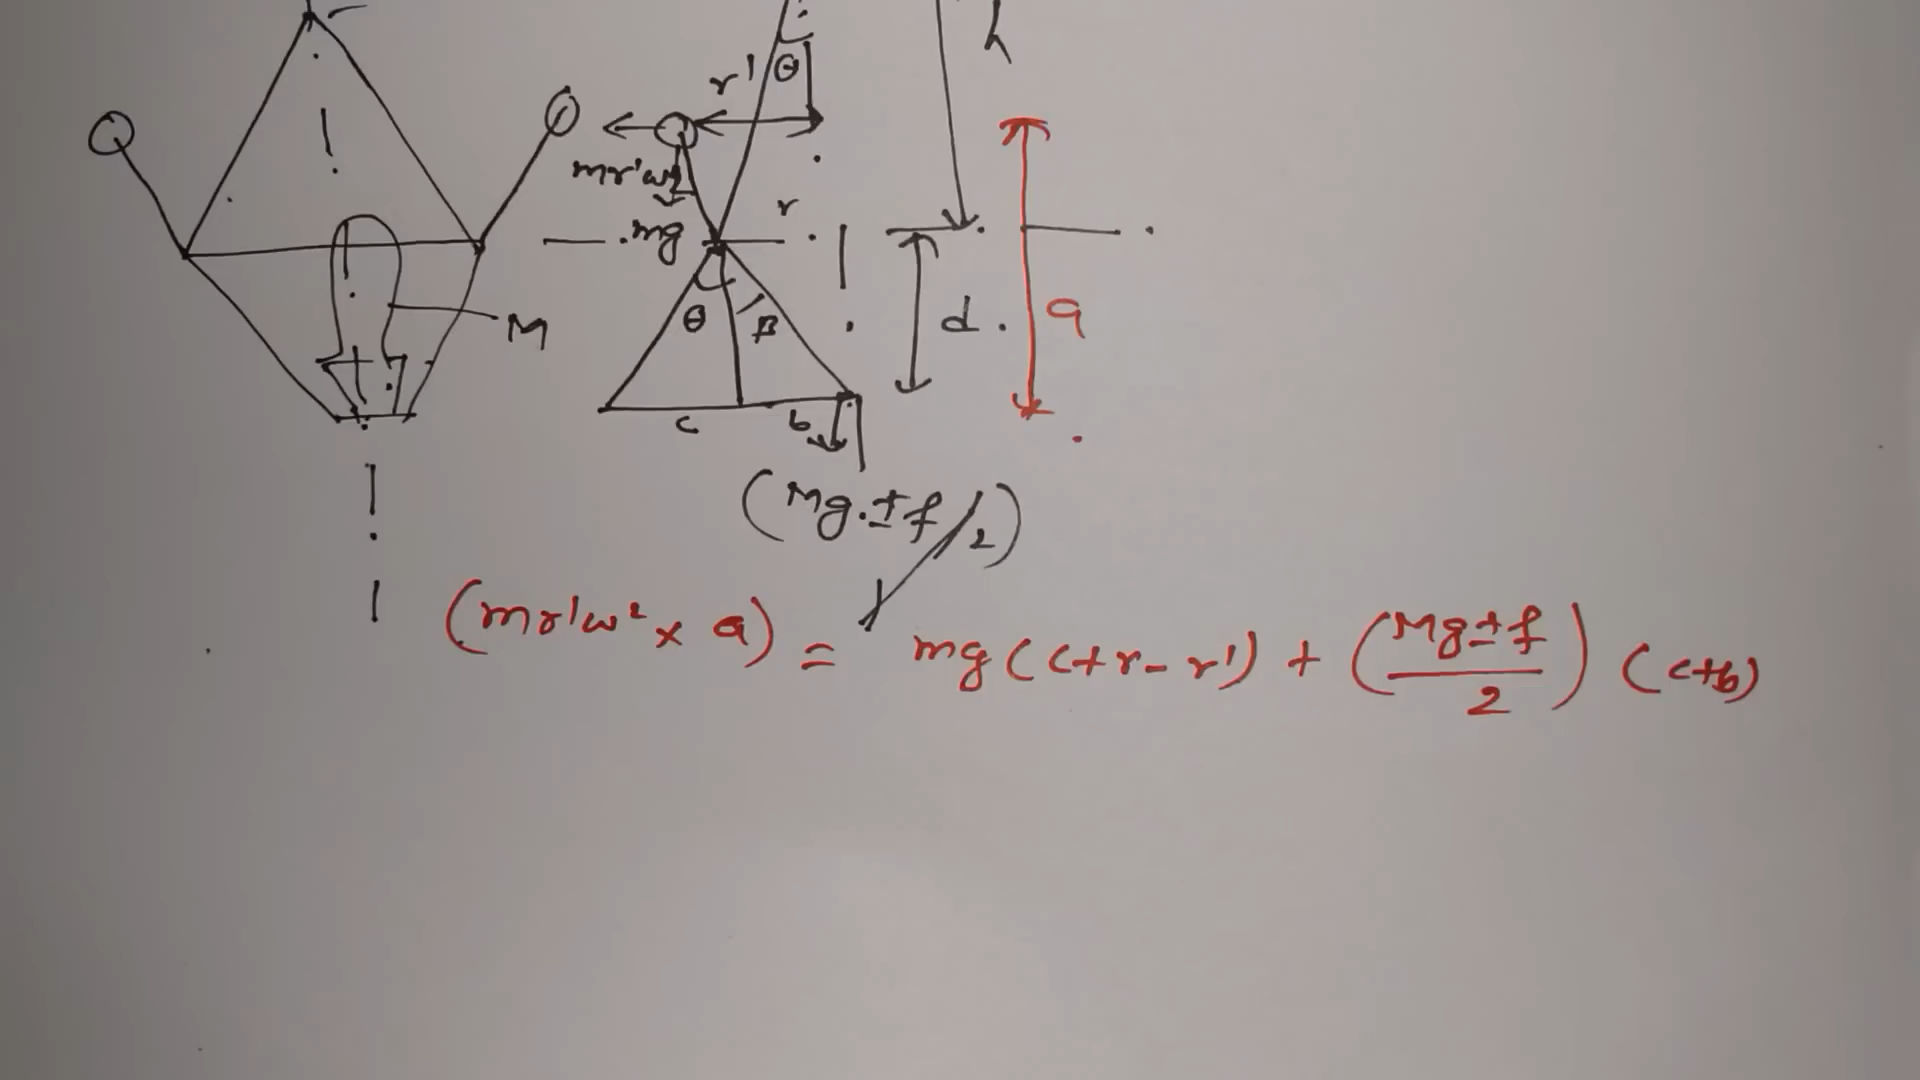 h
θ
r'
mr'ω²
r
mg
θ
β
d
a
M
c
b
(Mg ± f/2)
(mr'ω² × a) = mg(c+r-r') + (Mg±f/2)(c+b)